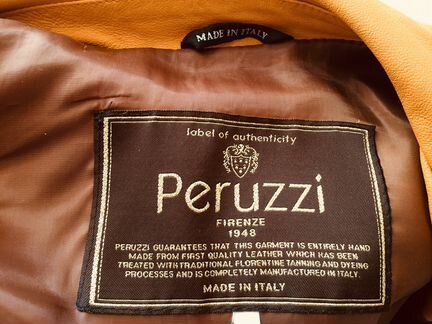 MADE IN ITALY
label of authenticity
Peruzzi
FIRENZE
1948
PERUZZI GUARANTEES THAT THIS GARMENT IS ENTIRELY HAND
MADE FROM FIRST QUALITY LEATHER WHICH HAS BEEN
TREATED WITH TRADITIONAL FLORENTINE TANNING AND DYEING
PROCESSES AND IS COMPLETELY MANUFACTURED IN ITALY.
MADE IN ITALY